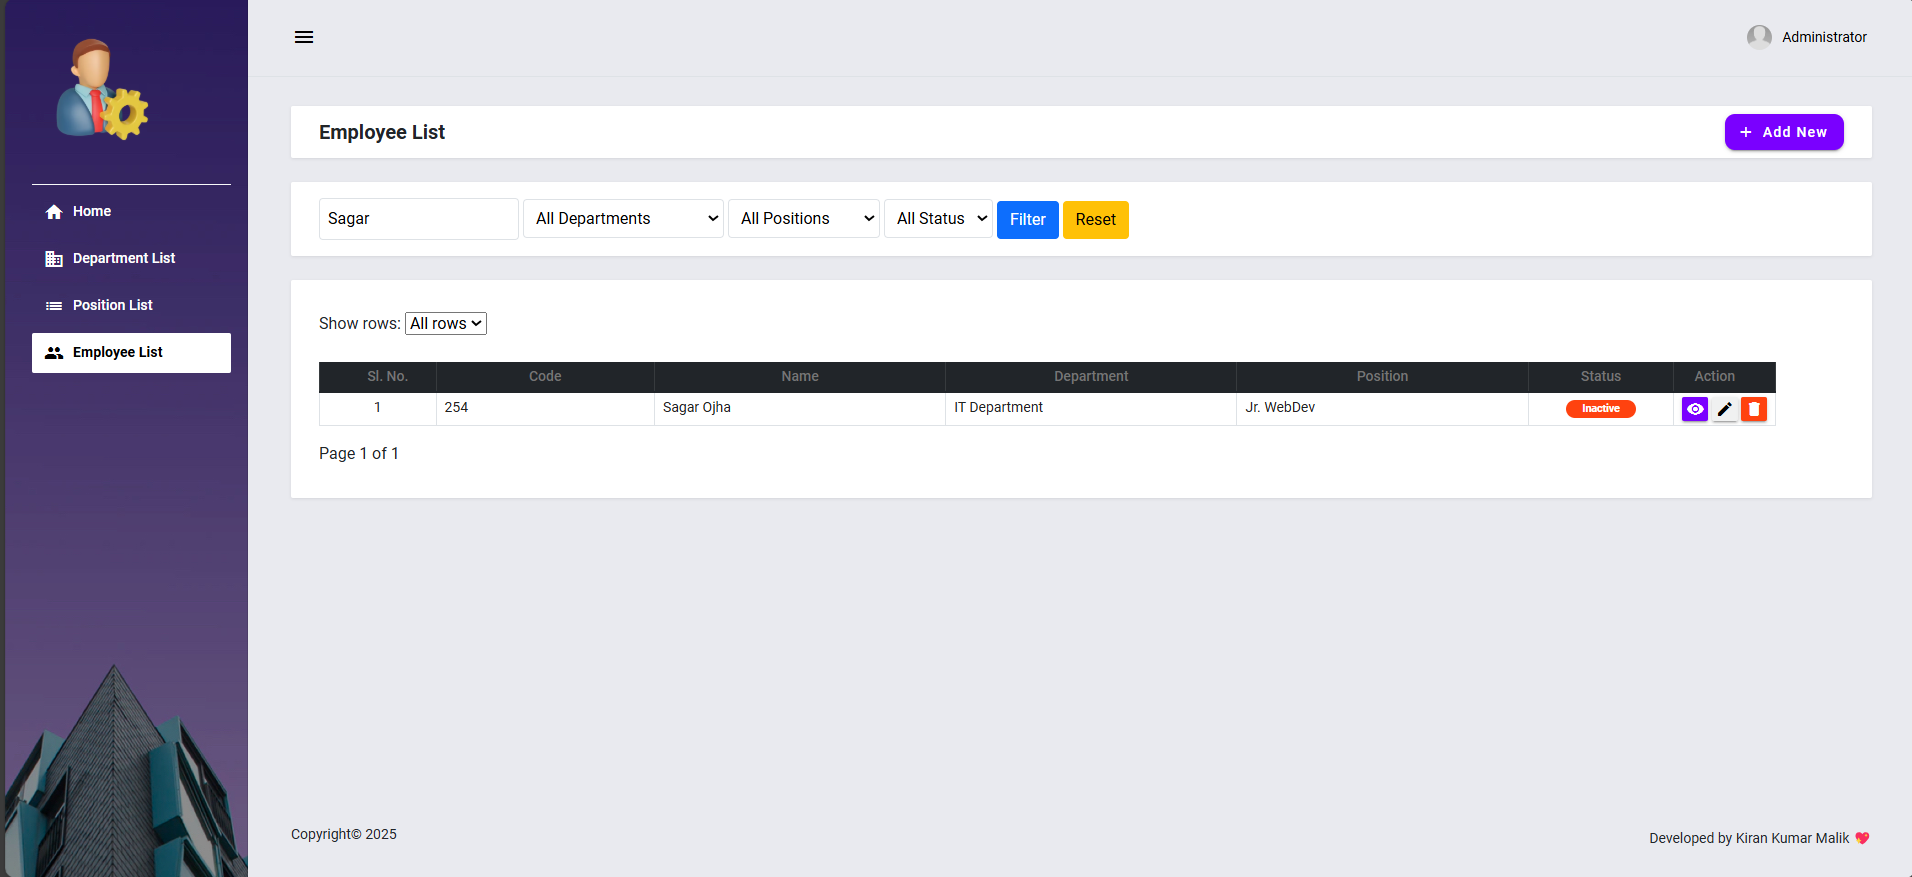 Administrator
Employee List
+ Add New
Home
Department List
Position List
Employee List
Sagar All Departments All Positions All Status Filter Reset
Show rows: All rows
Sl. No. Code Name Department Position Status Action
1 254 Sagar Ojha IT Department Jr. WebDev Inactive
Page 1 of 1
Copyright© 2025
Developed by Kiran Kumar Malik 💖